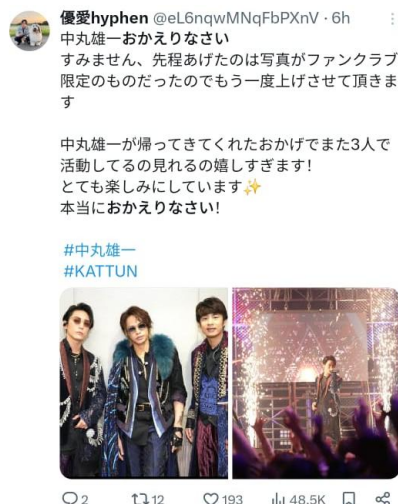 優愛hyphen @eL6nqwMNqFbPXnV · 6h
中丸雄一おかえりなさい
すみません、先程あげたのは写真がファンクラブ
限定のものだったのでもう一度上げさせて頂きま
す
中丸雄一が帰ってきてくれたおかげでまた3人で
活動してるの見れるの嬉しすぎます!
とても楽しみにしています✨
本当におかえりなさい!
#中丸雄一
#KATTUN
2 12 193 48.5K